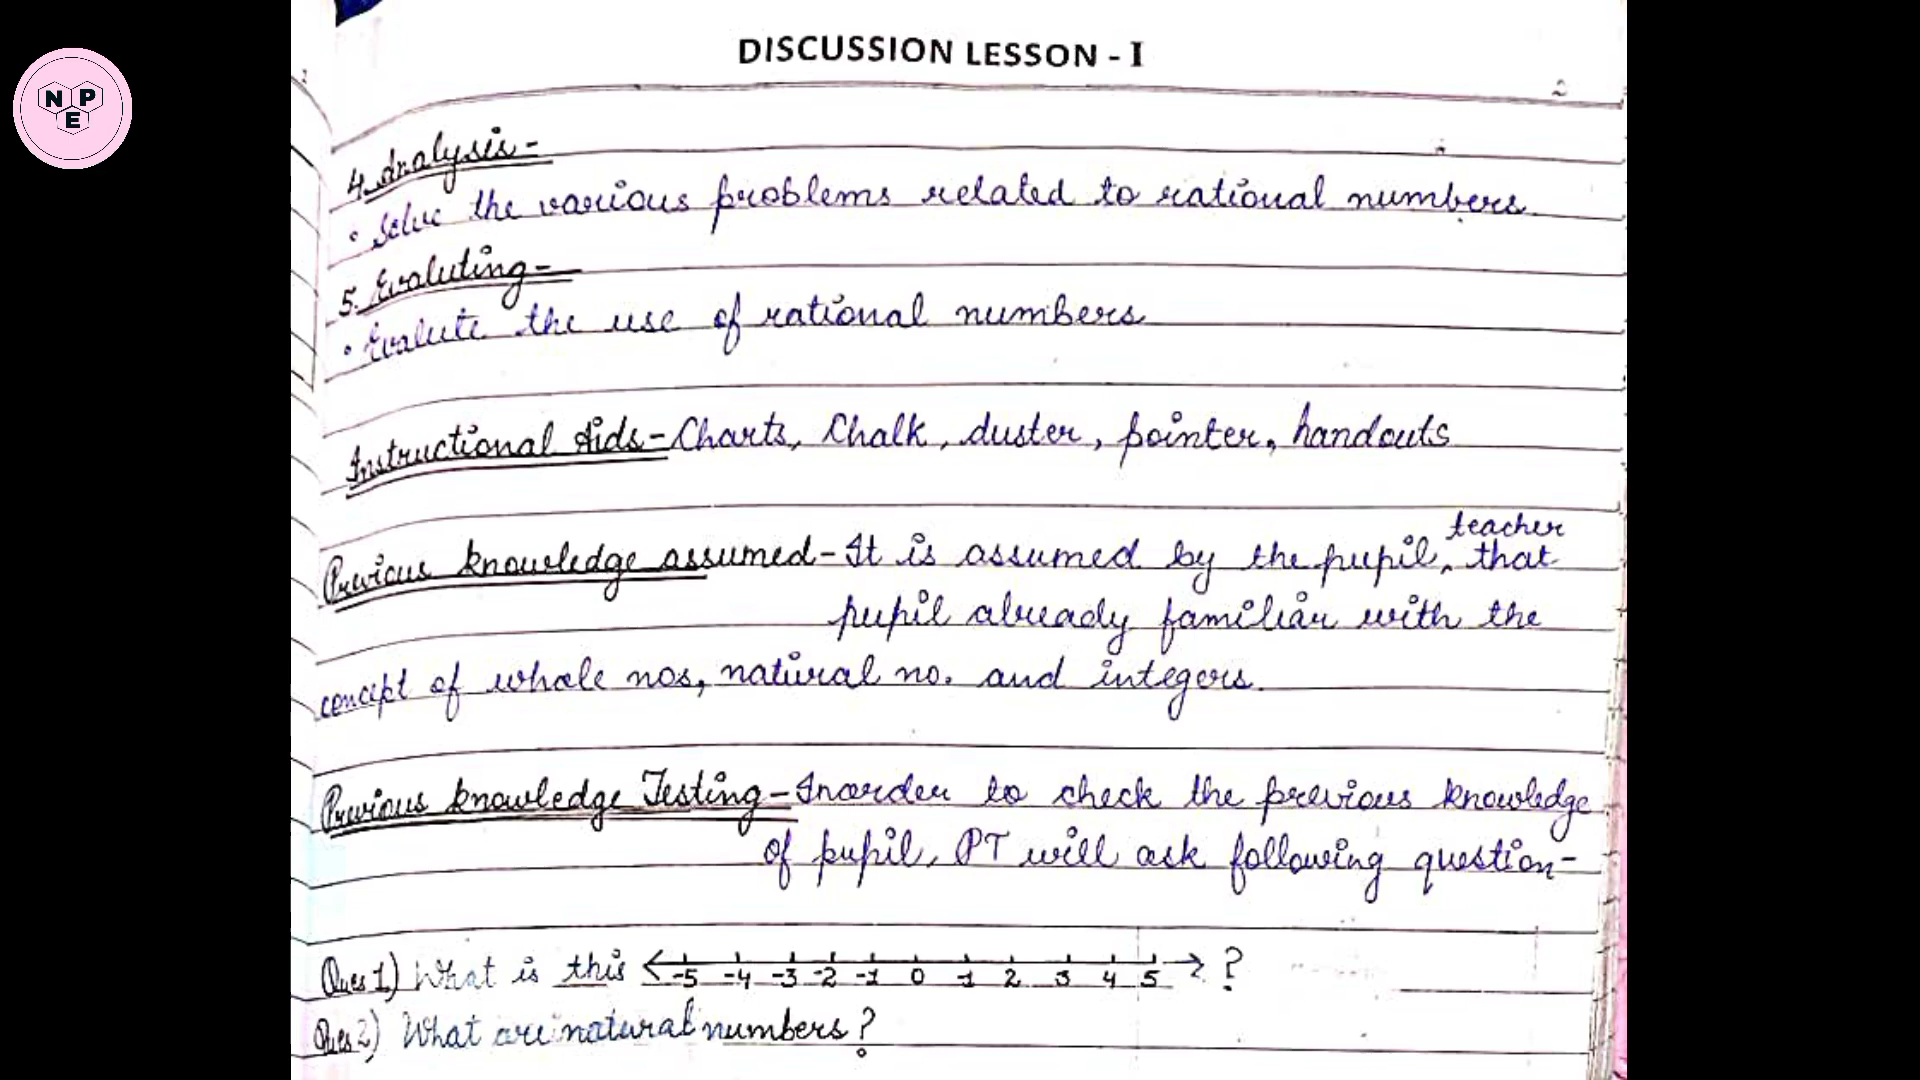 N P
E
DISCUSSION LESSON - I
2
4. Analysis-
• Solve the various problems related to rational numbers.
5. Evaluting-
• Evalute the use of rational numbers
Instructional Aids- Charts, Chalk, duster, pointer, handouts
teacher
Previous knowledge assumed- It is assumed by the pupil, that
pupil already familiar with the
concept of whole nos, natural no. and integers.
Previous knowledge Testing- Inorder to check the previous knowledge
of pupil, PT will ask following question-
Ques 1) What is this -5 -4 -3 -2 -1 0 1 2 3 4 5 ?
Ques 2) What are natural numbers?